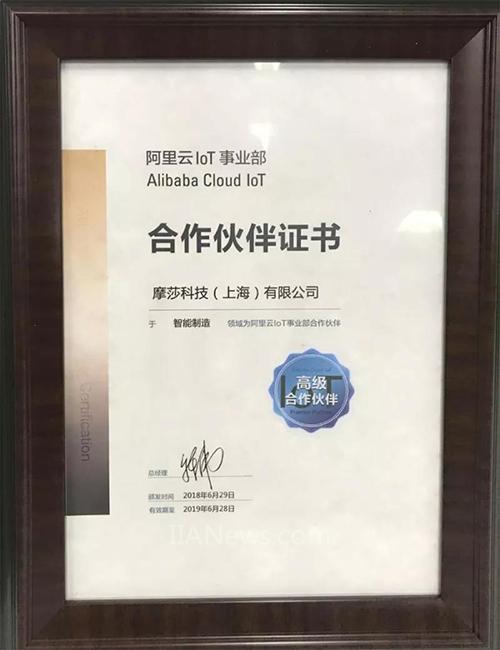 阿里云IoT 事业部
Alibaba Cloud IoT
合作伙伴证书
摩莎科技（上海）有限公司
于 智能制造 领域为阿里云IoT事业部合作伙伴
IoT
高级
合作伙伴
Premier Partner
Certification
总经理
颁发时间 2018年6月29日
有效期至 2019年6月28日
IIANews.com